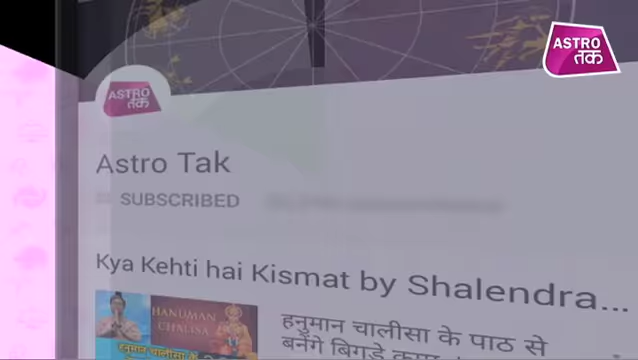 ASTRO
तक
ASTRO
तक
Astro Tak
SUBSCRIBED
Kya Kehti hai Kismat by Shalendra...
HANUMAN
CHALISA
हनुमान चालीसा के पाठ से
बनेंगे बिगड़े काम